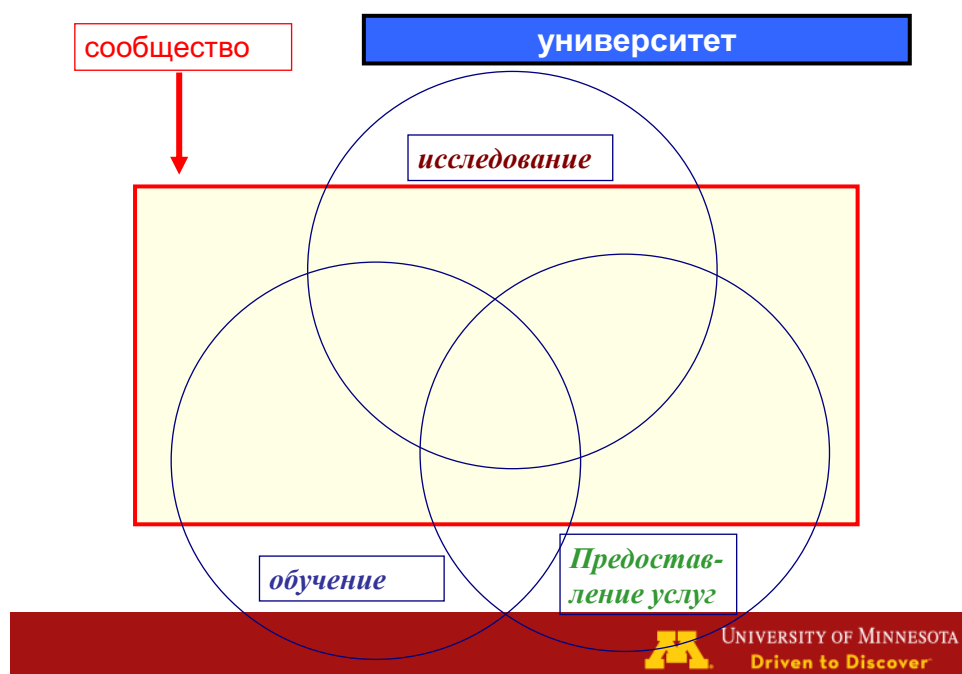 сообщество
университет
исследование
обучение
Предостав-
ление услуг
UNIVERSITY OF MINNESOTA
Driven to Discover